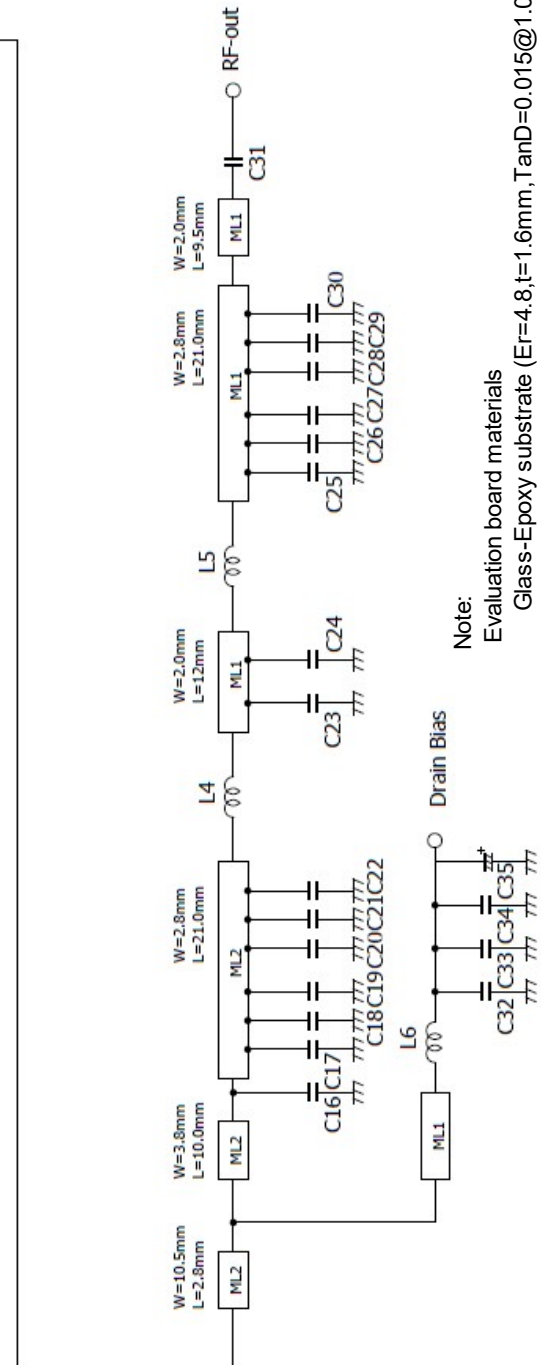 W=10.5mm
L=2.8mm
ML2
W=3.8mm
L=10.0mm
ML2
W=2.8mm
L=21.0mm
ML2
C16
C17
C18
C19
C20
C21
C22
L4
W=2.0mm
L=12mm
ML1
C23
C24
L5
W=2.8mm
L=21.0mm
ML1
C25
C26
C27
C28
C29
C30
W=2.0mm
L=9.5mm
ML1
C31
RF-out
ML1
L6
C32
C33
C34
C35
+
Drain Bias
Note:
Evaluation board materials
Glass-Epoxy substrate (Er=4.8,t=1.6mm,TanD=0.015@1.0